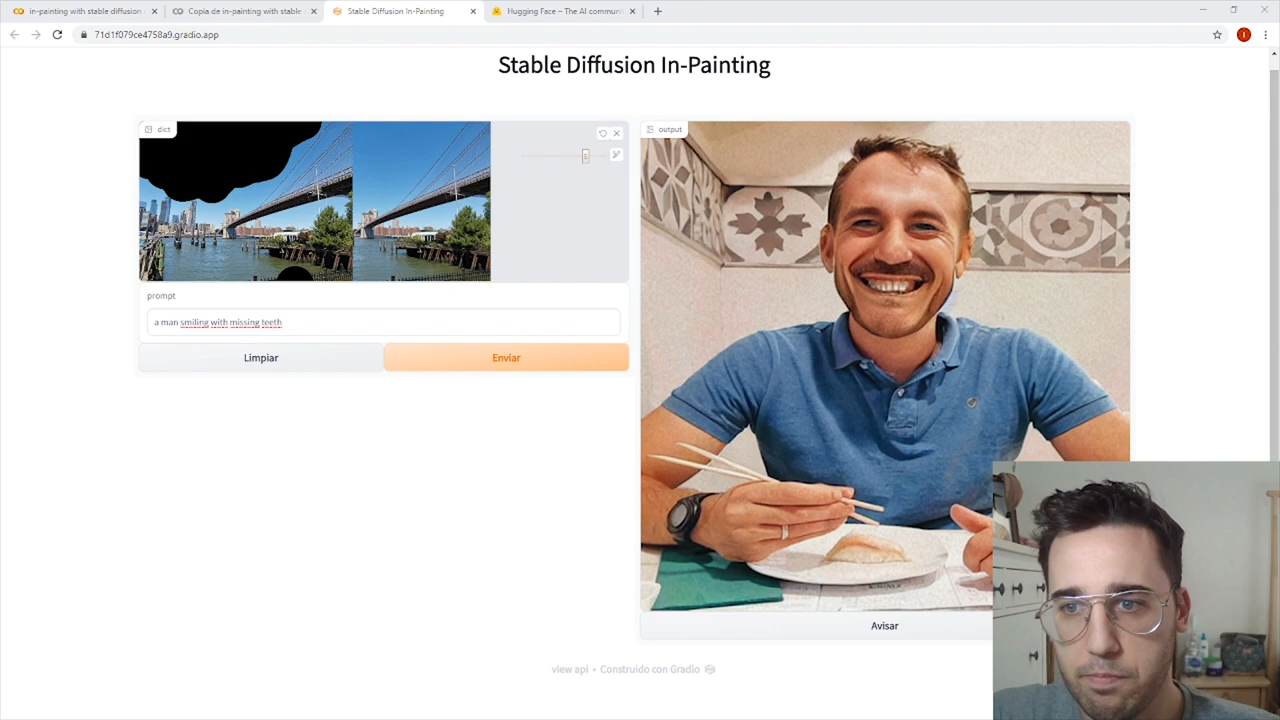 in-painting with stable diffusion
Copia de in-painting with stable
Stable Diffusion In-Painting
Hugging Face – The AI communi
71d1f079ce4758a9.gradio.app
Stable Diffusion In-Painting
dict
output
prompt
a man smiling with missing teeth
Limpiar
Enviar
Avisar
view api • Construido con Gradio